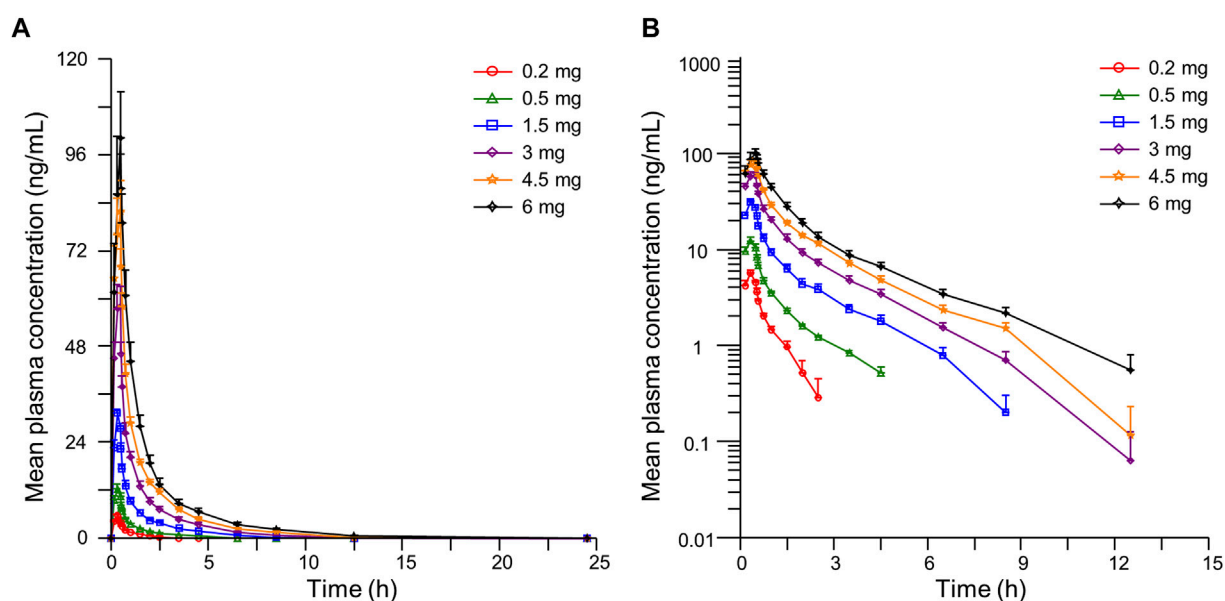 A
Mean plasma concentration (ng/mL)
120
96
72
48
24
0
0
5
10
15
20
25
Time (h)
0.2 mg
0.5 mg
1.5 mg
3 mg
4.5 mg
6 mg
B
Mean plasma concentration (ng/mL)
1000
100
10
1
0.1
0.01
0
3
6
9
12
15
Time (h)
0.2 mg
0.5 mg
1.5 mg
3 mg
4.5 mg
6 mg